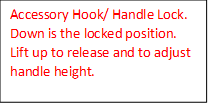 Accessory Hook/ Handle Lock.
Down is the locked position.
Lift up to release and to adjust
handle height.